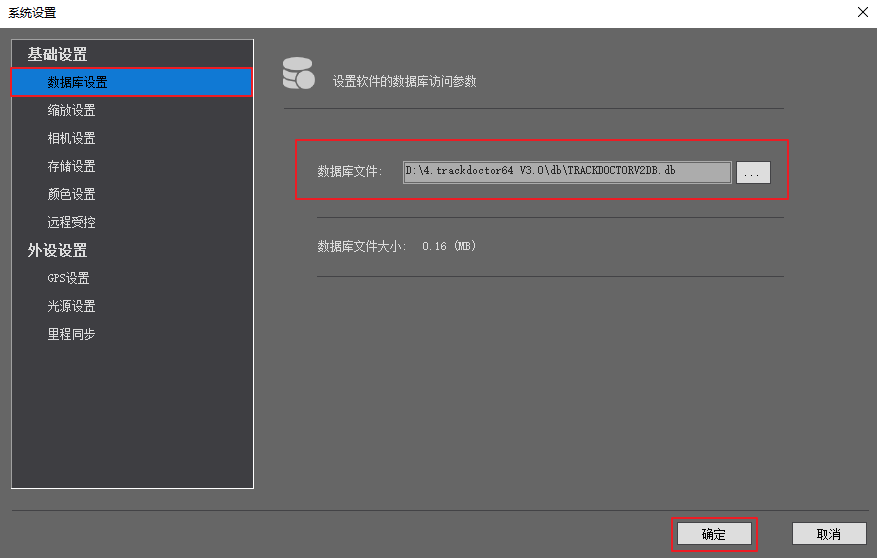 系统设置
基础设置
数据库设置
缩放设置
相机设置
存储设置
颜色设置
远程受控
外设设置
GPS设置
光源设置
里程同步
设置软件的数据库访问参数
数据库文件: D:\4.trackdoctor64 V3.0\db\TRACKDOCTORV2DB.db ...
数据库文件大小: 0.16 (MB)
确定 取消